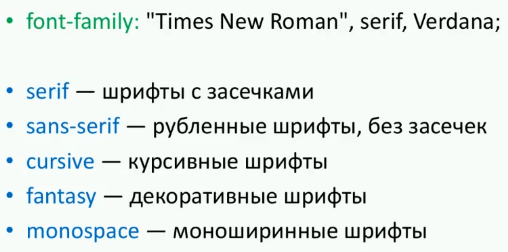 • font-family: "Times New Roman", serif, Verdana;
• serif — шрифты с засечками
• sans-serif — рубленные шрифты, без засечек
• cursive — курсивные шрифты
• fantasy — декоративные шрифты
• monospace — моноширинные шрифты